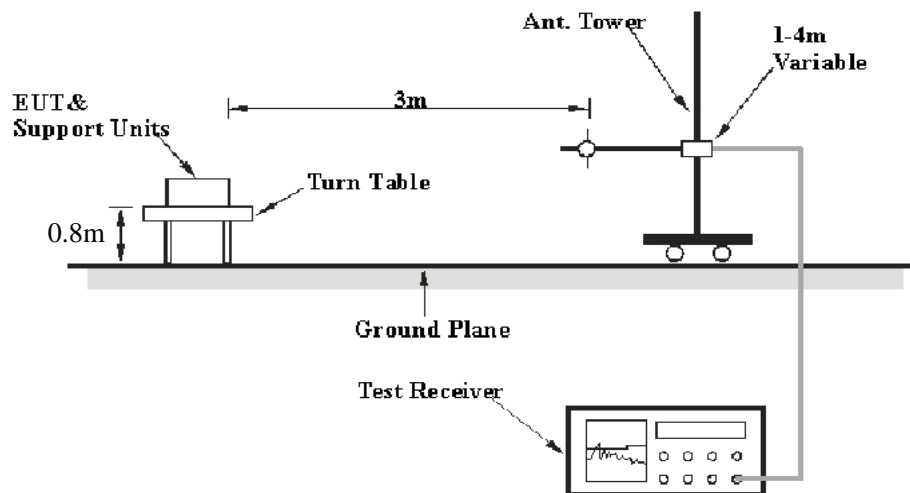 Ant. Tower
1-4m
Variable
3m
EUT&
Support Units
Turn Table
0.8m
Ground Plane
Test Receiver